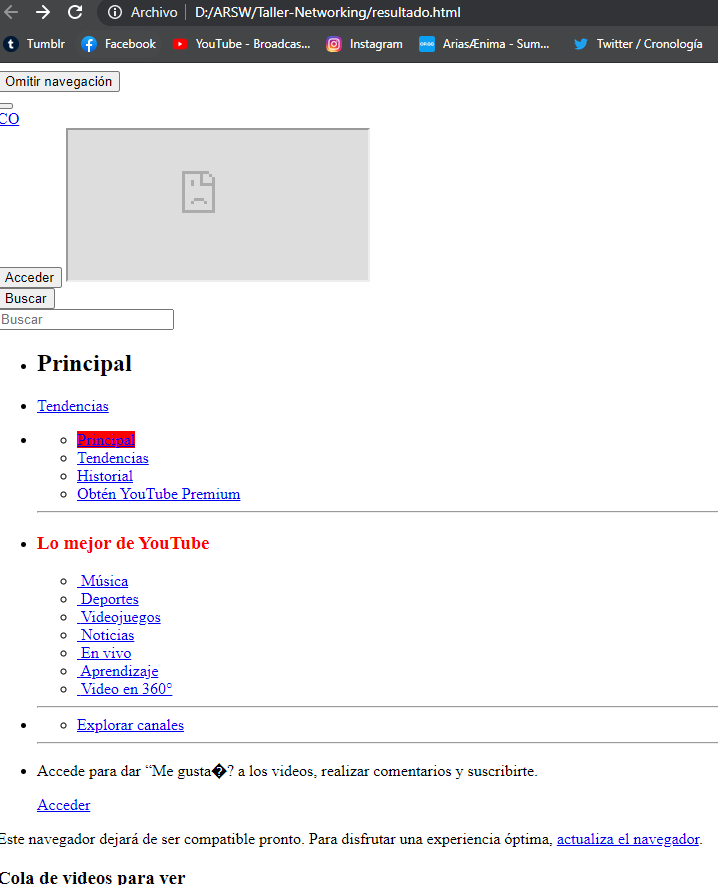 Archivo | D:/ARSW/Taller-Networking/resultado.html
Tumblr Facebook YouTube - Broadcas... Instagram AriasÆnima - Sum... Twitter / Cronología
Omitir navegación
CO
Acceder
Buscar
Buscar
Principal
Tendencias
Principal
Tendencias
Historial
Obtén YouTube Premium
Lo mejor de YouTube
Música
Deportes
Videojuegos
Noticias
En vivo
Aprendizaje
Video en 360°
Explorar canales
Accede para dar “Me gusta�? a los videos, realizar comentarios y suscribirte.
Acceder
Este navegador dejará de ser compatible pronto. Para disfrutar una experiencia óptima, actualiza el navegador.
Cola de videos para ver